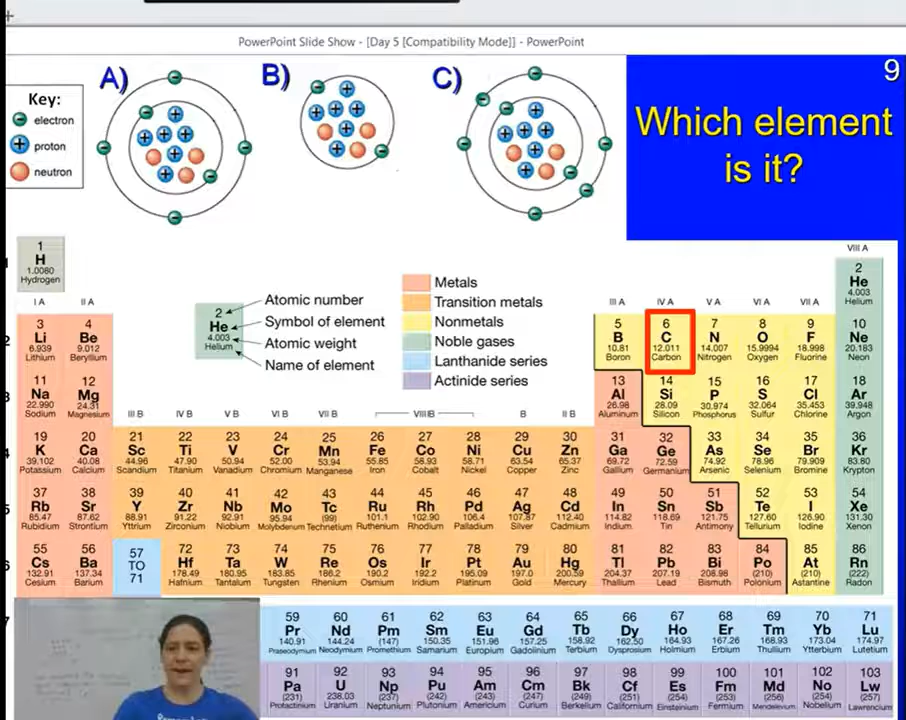 PowerPoint Slide Show - [Day 5 [Compatibility Mode]] - PowerPoint
9
A)
B)
C)
Which element
is it?
Key:
electron
proton
neutron
1
H
1.0080
Hydrogen
VIII A
2
He
4.003
Helium
I A
II A
III A
IV A
V A
VI A
VII A
Atomic number
Symbol of element
Atomic weight
Name of element
2
He
4.003
Helium
Metals
Transition metals
Nonmetals
Noble gases
Lanthanide series
Actinide series
3 4 5 6 7 8 9 10
Li Be B C N O F Ne
6.939 9.012 10.81 12.011 14.007 15.9994 18.998 20.183
Lithium Beryllium Boron Carbon Nitrogen Oxygen Fluorine Neon
11 12 13 14 15 16 17 18
Na Mg Al Si P S Cl Ar
22.990 24.31 26.98 28.09 30.974 32.064 35.453 39.948
Sodium Magnesium Aluminum Silicon Phosphorus Sulfur Chlorine Argon
III B IV B V B VI B VII B VIII B B II B
19 20 21 22 23 24 25 26 27 28 29 30 31 32 33 34 35 36
K Ca Sc Ti V Cr Mn Fe Co Ni Cu Zn Ga Ge As Se Br Kr
39.102 40.08 44.96 47.90 50.94 52.00 53.94 55.85 58.93 58.71 63.54 65.37 69.72 72.59 74.92 78.96 79.909 83.80
Potassium Calcium Scandium Titanium Vanadium Chromium Manganese Iron Cobalt Nickel Copper Zinc Gallium Germanium Arsenic Selenium Bromine Krypton
37 38 39 40 41 42 43 44 45 46 47 48 49 50 51 52 53 54
Rb Sr Y Zr Nb Mo Tc Ru Rh Pd Ag Cd In Sn Sb Te I Xe
85.47 87.62 88.91 91.22 92.91 95.94 (99) 101.1 102.90 106.4 107.87 112.40 114.82 118.69 121.75 127.60 126.90 131.30
Rubidium Strontium Yttrium Zirconium Niobium Molybdenum Technetium Ruthenium Rhodium Palladium Silver Cadmium Indium Tin Antimony Tellurium Iodine Xenon
55 56 57 TO 71 72 73 74 75 76 77 78 79 80 81 82 83 84 85 86
Cs Ba Hf Ta W Re Os Ir Pt Au Hg Tl Pb Bi Po At Rn
132.91 137.34 178.49 180.95 183.85 186.2 190.2 192.2 195.09 197.0 200.59 204.37 207.19 208.98 (210) (210) (222)
Cesium Barium Hafnium Tantalum Tungsten Rhenium Osmium Iridium Platinum Gold Mercury Thallium Lead Bismuth Polonium Astantine Radon
59 60 61 62 63 64 65 66 67 68 69 70 71
Pr Nd Pm Sm Eu Gd Tb Dy Ho Er Tm Yb Lu
140.91 144.24 (147) 150.35 151.96 157.25 158.92 162.50 164.93 167.26 168.93 173.04 174.97
Praseodymium Neodymium Promethium Samarium Europium Gadolinium Terbium Dysprosium Holmium Erbium Thullium Ytterbium Lutetium
91 92 93 94 95 96 97 98 99 100 101 102 103
Pa U Np Pu Am Cm Bk Cf Es Fm Md No Lw
(231) 238.03 (237) (242) (243) (247) (249) (251) (254) (253) (256) (254) (257)
Protactinium Uranium Neptunium Plutonium Americium Curium Berkelium Californium Einsteinium Fermium Mendelevium Nobelium Lawrencium